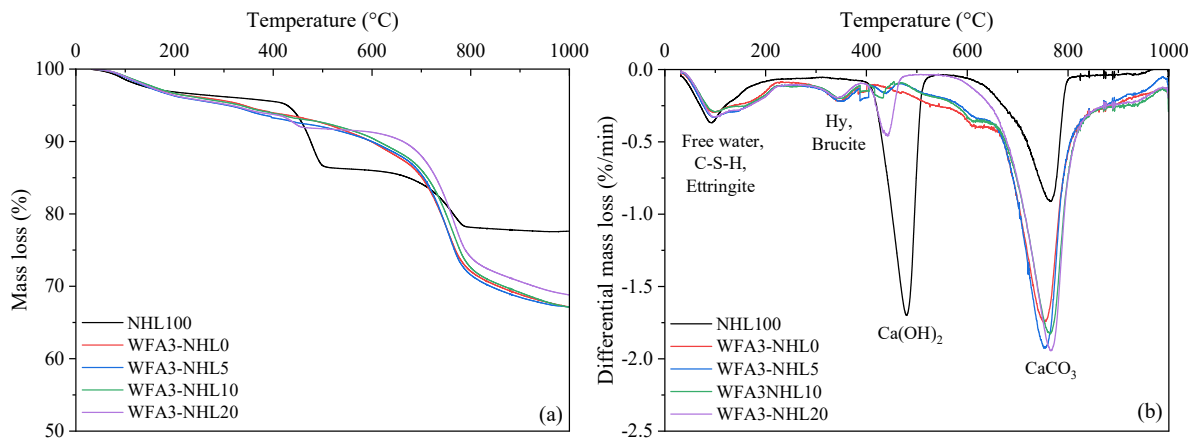 Temperature (°C)
0 200 400 600 800 1000
100
90
80
70
60
50
Mass loss (%)
NHL100
WFA3-NHL0
WFA3-NHL5
WFA3-NHL10
WFA3-NHL20
(a)
Temperature (°C)
0 200 400 600 800 1000
0.0
-0.5
-1.0
-1.5
-2.0
-2.5
Differential mass loss (%/min)
Free water,
C-S-H,
Ettringite
Hy,
Brucite
Ca(OH)₂
CaCO₃
NHL100
WFA3-NHL0
WFA3-NHL5
WFA3NHL10
WFA3-NHL20
(b)